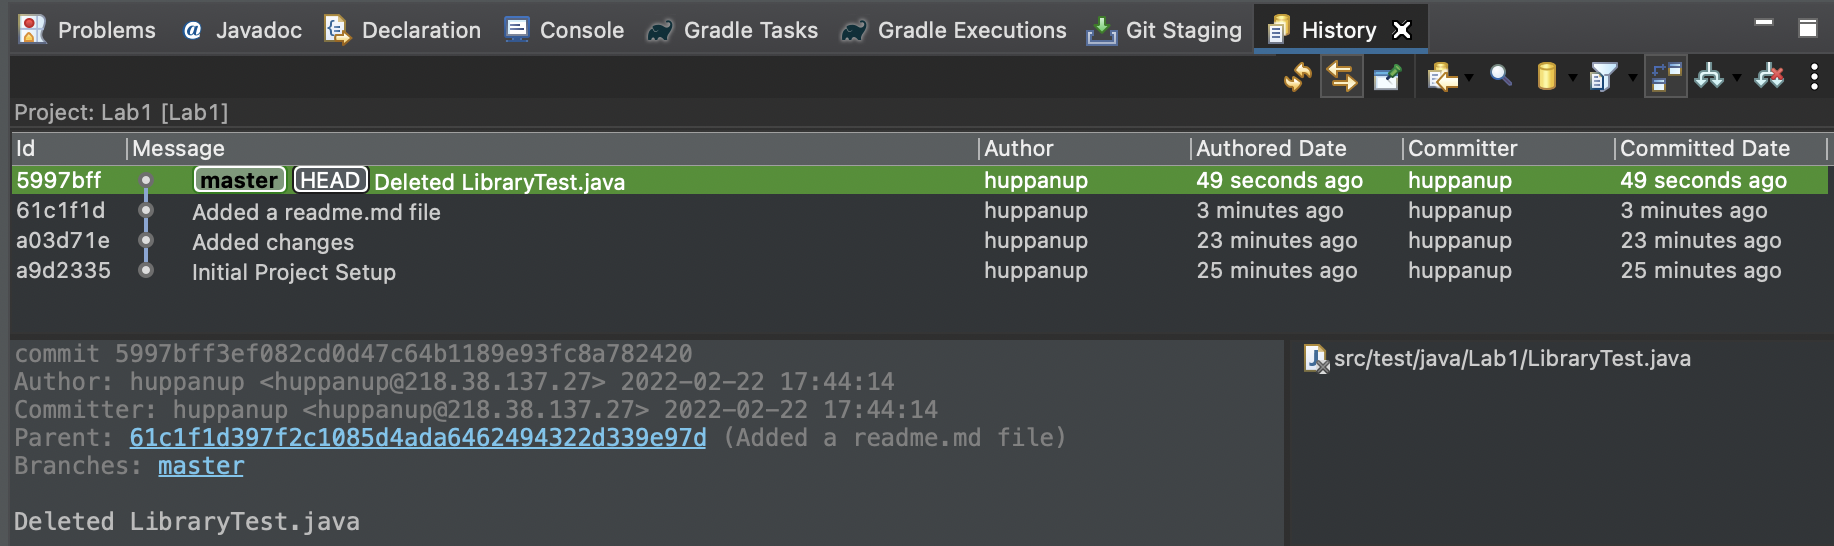 Problems Javadoc Declaration Console Gradle Tasks Gradle Executions Git Staging History
Project: Lab1 [Lab1]
Id Message Author Authored Date Committer Committed Date
5997bff master HEAD Deleted LibraryTest.java huppanup 49 seconds ago huppanup 49 seconds ago
61c1f1d Added a readme.md file huppanup 3 minutes ago huppanup 3 minutes ago
a03d71e Added changes huppanup 23 minutes ago huppanup 23 minutes ago
a9d2335 Initial Project Setup huppanup 25 minutes ago huppanup 25 minutes ago
commit 5997bff3ef082cd0d47c64b1189e93fc8a782420
Author: huppanup <huppanup@218.38.137.27> 2022-02-22 17:44:14
Committer: huppanup <huppanup@218.38.137.27> 2022-02-22 17:44:14
Parent: 61c1f1d397f2c1085d4ada6462494322d339e97d (Added a readme.md file)
Branches: master
Deleted LibraryTest.java
src/test/java/Lab1/LibraryTest.java